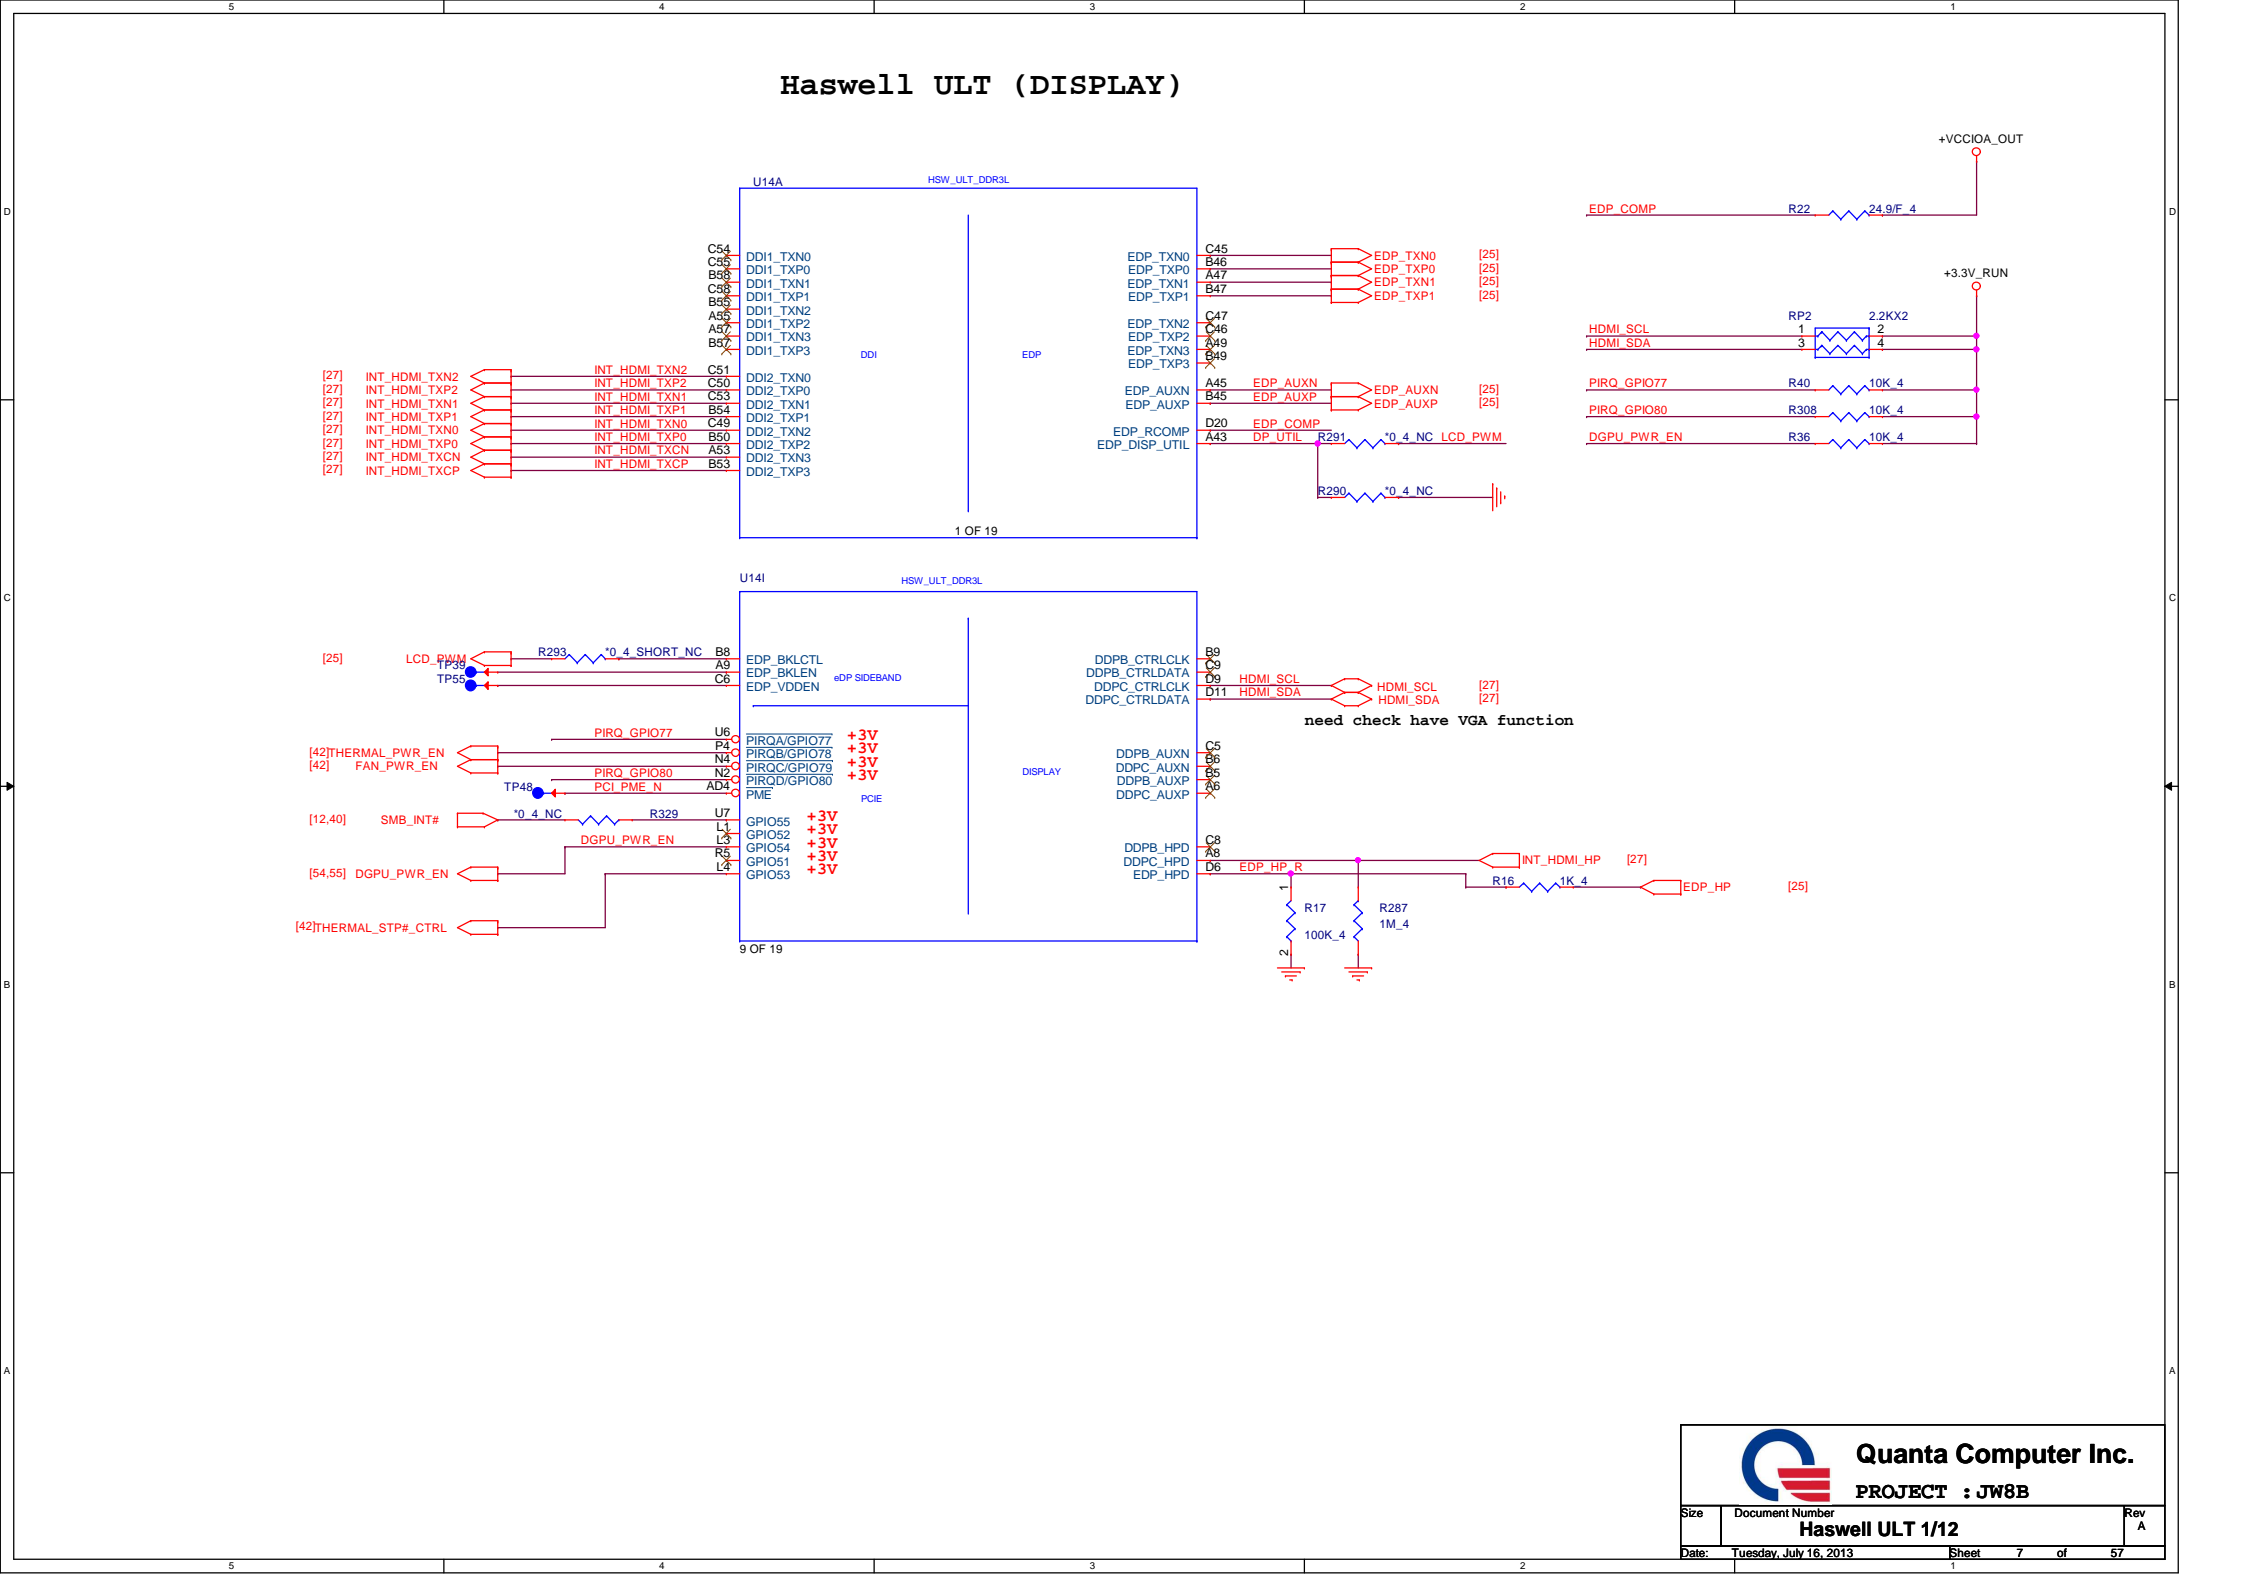 5 4 3 2 1
Haswell ULT (DISPLAY)
+VCCIOA_OUT
U14A HSW_ULT_DDR3L
D D
EDP_COMP R22 24.9/F_4
C54 DDI1_TXN0 EDP_TXN0 C45 EDP_TXN0 [25]
C55 DDI1_TXP0 EDP_TXP0 B46 EDP_TXP0 [25]
B58 DDI1_TXN1 EDP_TXN1 A47 EDP_TXN1 [25]
C58 DDI1_TXP1 EDP_TXP1 B47 EDP_TXP1 [25]
+3.3V_RUN
B55 DDI1_TXN2
A55 DDI1_TXP2 EDP_TXN2 C47
A57 DDI1_TXN3 EDP_TXP2 C46
B57 DDI1_TXP3 EDP_TXN3 A49
EDP_TXP3 B49
RP2 2.2KX2
HDMI_SCL 1 2
HDMI_SDA 3 4
DDI EDP
[27] INT_HDMI_TXN2 INT_HDMI_TXN2 C51 DDI2_TXN0
[27] INT_HDMI_TXP2 INT_HDMI_TXP2 C50 DDI2_TXP0 EDP_AUXN A45 EDP_AUXN EDP_AUXN [25]
[27] INT_HDMI_TXN1 INT_HDMI_TXN1 C53 DDI2_TXN1 EDP_AUXP B45 EDP_AUXP EDP_AUXP [25]
[27] INT_HDMI_TXP1 INT_HDMI_TXP1 B54 DDI2_TXP1
[27] INT_HDMI_TXN0 INT_HDMI_TXN0 C49 DDI2_TXN2 EDP_RCOMP D20 EDP_COMP
[27] INT_HDMI_TXP0 INT_HDMI_TXP0 B50 DDI2_TXP2 EDP_DISP_UTIL A43 DP_UTIL R291 *0_4_NC LCD_PWM
[27] INT_HDMI_TXCN INT_HDMI_TXCN A53 DDI2_TXN3
[27] INT_HDMI_TXCP INT_HDMI_TXCP B53 DDI2_TXP3
PIRQ_GPIO77 R40 10K_4
PIRQ_GPIO80 R308 10K_4
DGPU_PWR_EN R36 10K_4
R290 *0_4_NC
1 OF 19
U14I HSW_ULT_DDR3L
C C
[25] LCD_PWM R293 *0_4_SHORT_NC B8 EDP_BKLCTL
TP39 A9 EDP_BKLEN
TP55 C6 EDP_VDDEN
eDP SIDEBAND
DDPB_CTRLCLK B9
DDPB_CTRLDATA C9
DDPC_CTRLCLK D9 HDMI_SCL HDMI_SCL [27]
DDPC_CTRLDATA D11 HDMI_SDA HDMI_SDA [27]
need check have VGA function
PIRQ_GPIO77 U6 PIRQA/GPIO77 +3V
[42]THERMAL_PWR_EN P4 PIRQB/GPIO78 +3V
[42] FAN_PWR_EN N4 PIRQC/GPIO79 +3V
PIRQ_GPIO80 N2 PIRQD/GPIO80 +3V
TP48 PCI_PME_N AD4 PME
DISPLAY
PCIE
DDPB_AUXN C5
DDPC_AUXN B6
DDPB_AUXP B5
DDPC_AUXP A6
[12,40] SMB_INT# *0_4_NC R329 U7 GPIO55 +3V
L1 GPIO52 +3V
DGPU_PWR_EN L3 GPIO54 +3V
R5 GPIO51 +3V
[54,55] DGPU_PWR_EN L4 GPIO53 +3V
DDPB_HPD C8
DDPC_HPD A8 INT_HDMI_HP [27]
EDP_HPD D6 EDP_HP_R R16 1K_4 EDP_HP [25]
[42]THERMAL_STP#_CTRL
1 R17 100K_4 2
R287 1M_4
9 OF 19
B B
A A
Quanta Computer Inc.
PROJECT : JW8B
Size Document Number Rev
Haswell ULT 1/12 A
Date: Tuesday, July 16, 2013 Sheet 7 of 57
5 4 3 2 1